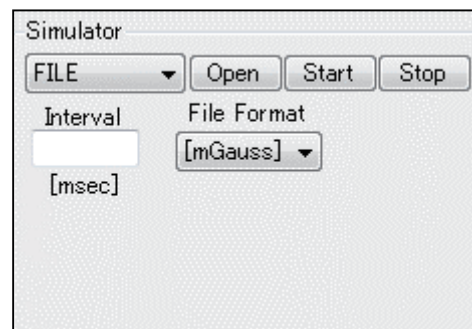 Simulator
FILE Open Start Stop
Interval File Format
[mGauss]
[msec]